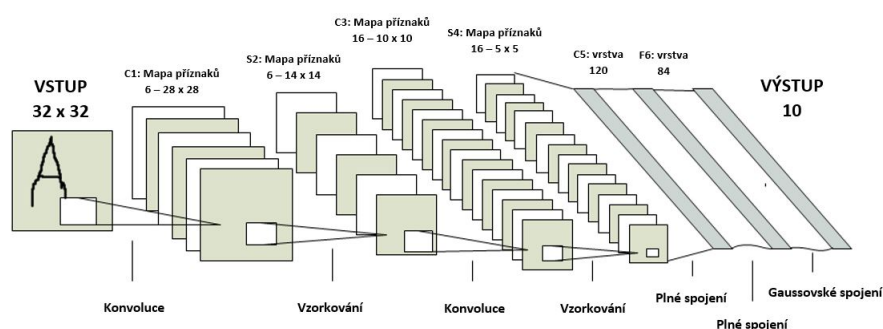 VSTUP
32 x 32
C1: Mapa příznaků
6 – 28 x 28
S2: Mapa příznaků
6 – 14 x 14
C3: Mapa příznaků
16 – 10 x 10
S4: Mapa příznaků
16 – 5 x 5
C5: vrstva
120
F6: vrstva
84
VÝSTUP
10
A
Konvoluce
Vzorkování
Konvoluce
Vzorkování
Plné spojení
Plné spojení
Gaussovské spojení